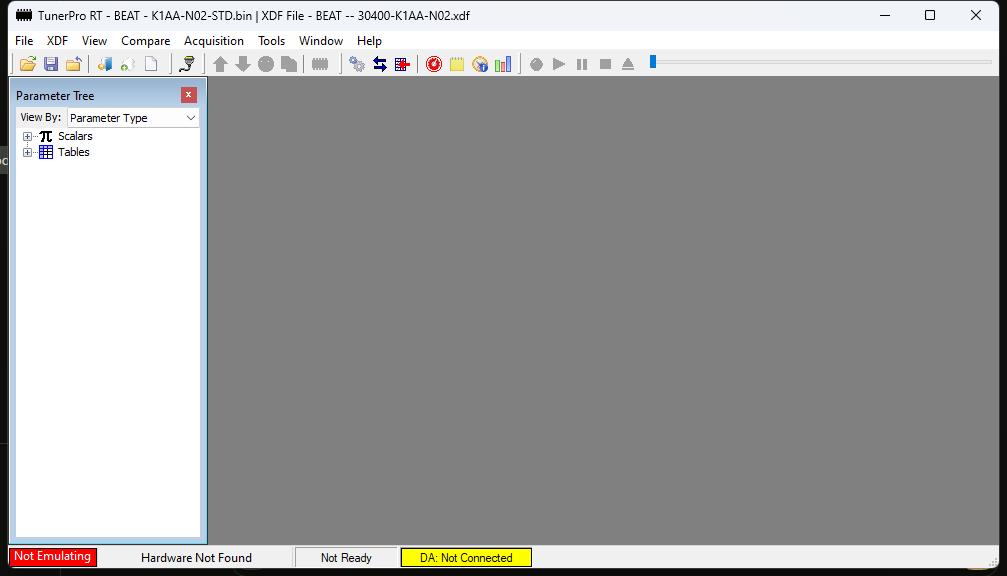 TunerPro RT - BEAT - K1AA-N02-STD.bin | XDF File - BEAT -- 30400-K1AA-N02.xdf
File XDF View Compare Acquisition Tools Window Help
Parameter Tree
View By: Parameter Type
Scalars
Tables
Not Emulating Hardware Not Found Not Ready DA: Not Connected